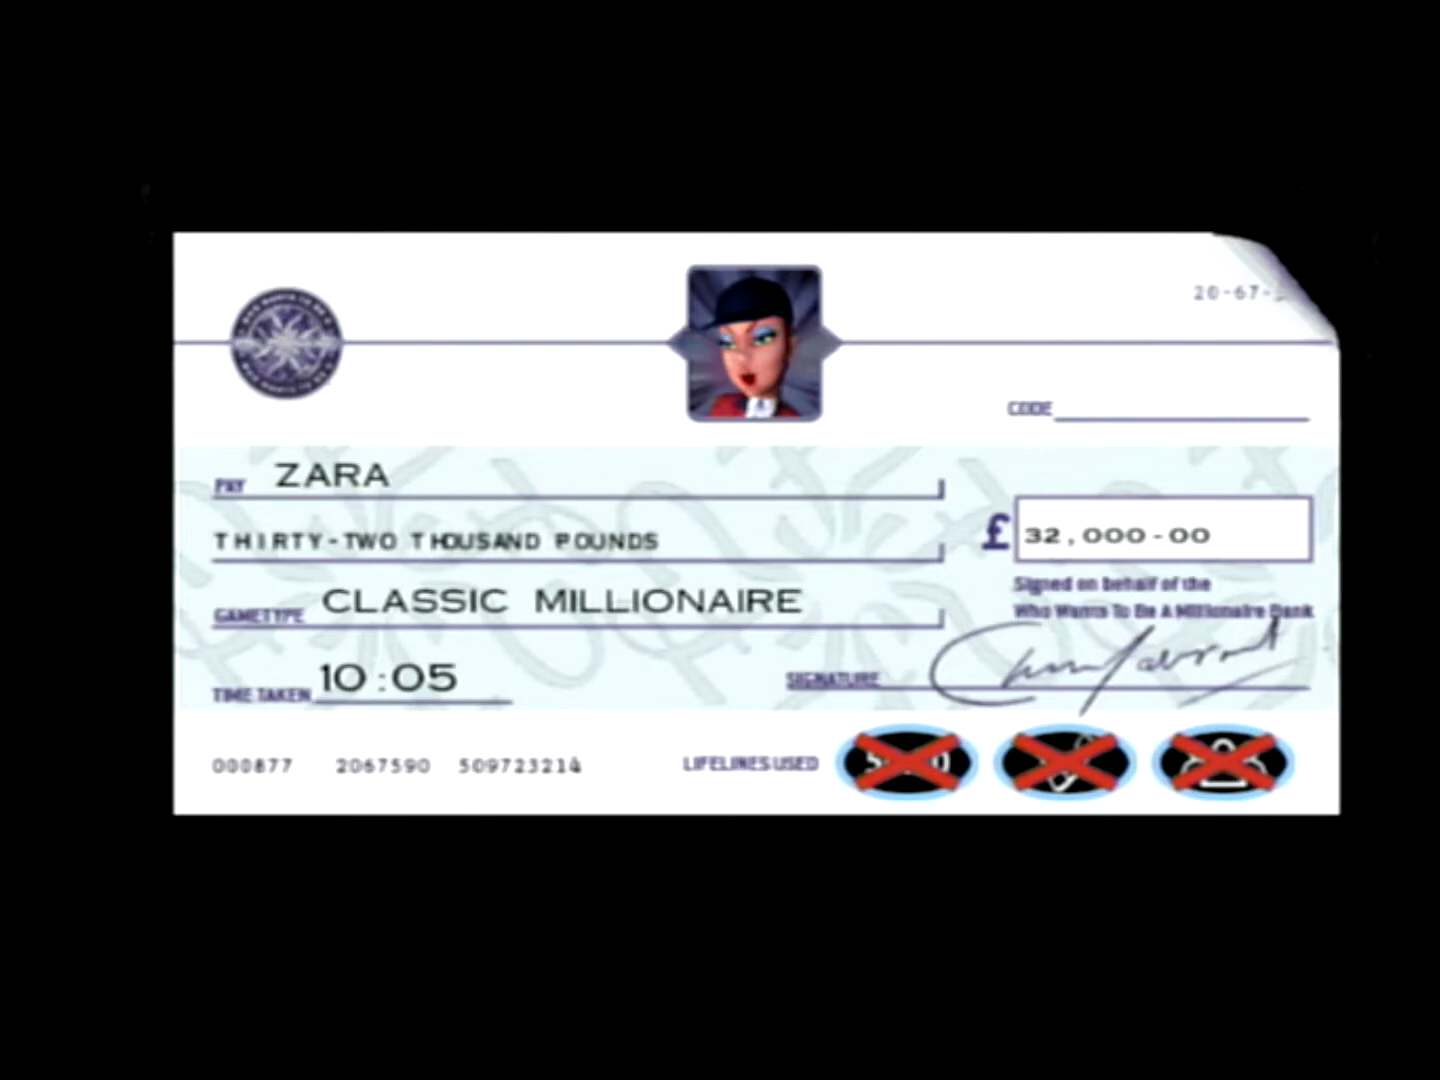 20-67-
CODE
PAY ZARA
THIRTY-TWO THOUSAND POUNDS
£ 32,000-00
Signed on behalf of the
Who Wants To Be A Millionaire Bank
GAMETYPE CLASSIC MILLIONAIRE
TIME TAKEN 10:05
SIGNATURE
000877 2067590 509723214
LIFELINES USED